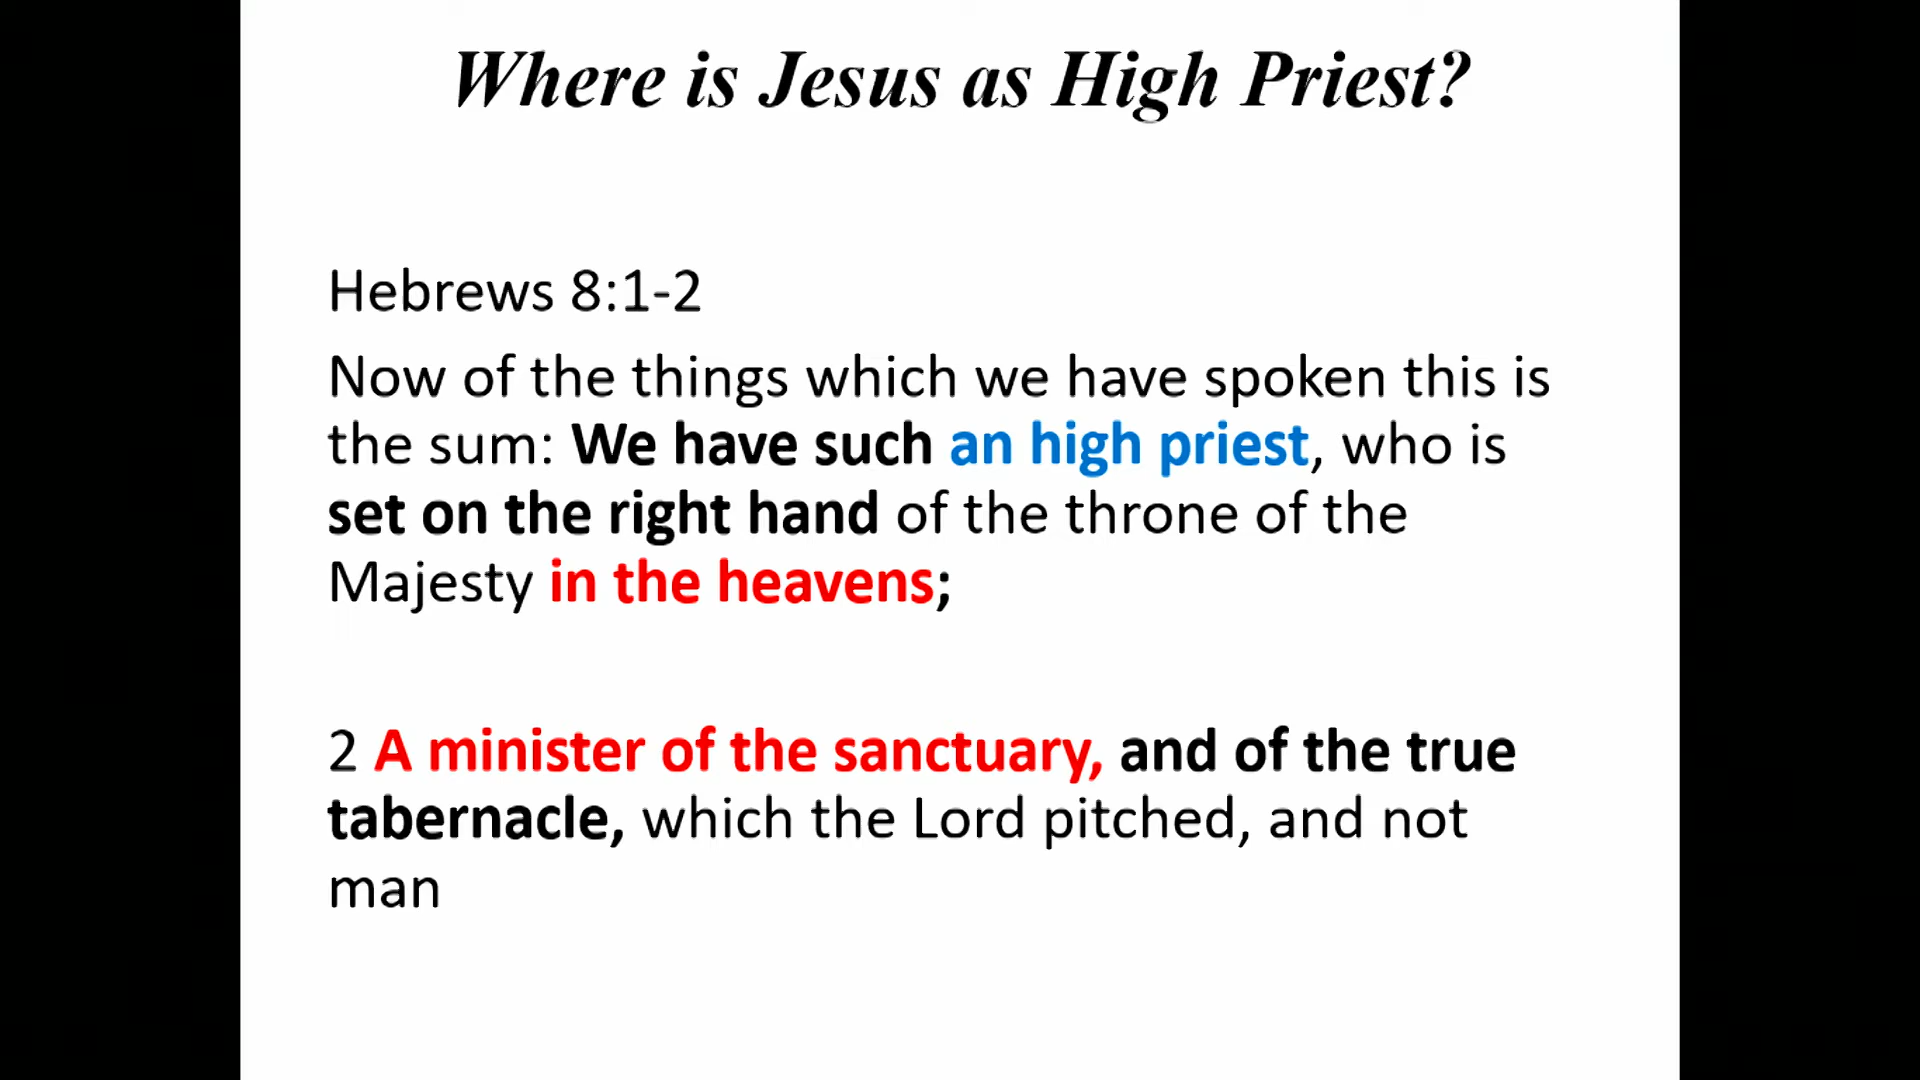 Where is Jesus as High Priest?
Hebrews 8:1-2
Now of the things which we have spoken this is
the sum: We have such an high priest, who is
set on the right hand of the throne of the
Majesty in the heavens;
2 A minister of the sanctuary, and of the true
tabernacle, which the Lord pitched, and not
man